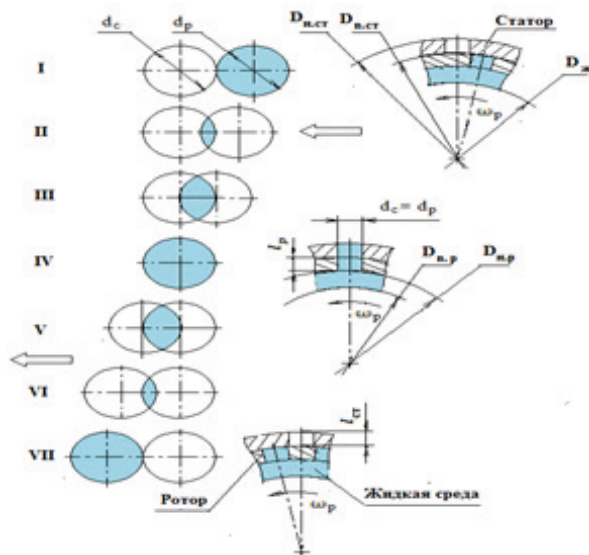 d_c d_p
D_н.ст D_в.ст Статор
I
ω_p
II
III
d_c = d_p
l_p
D_в.р D_н.р
IV
ω_p
V
VI
l_ст
VII
Ротор Жидкая среда
ω_p